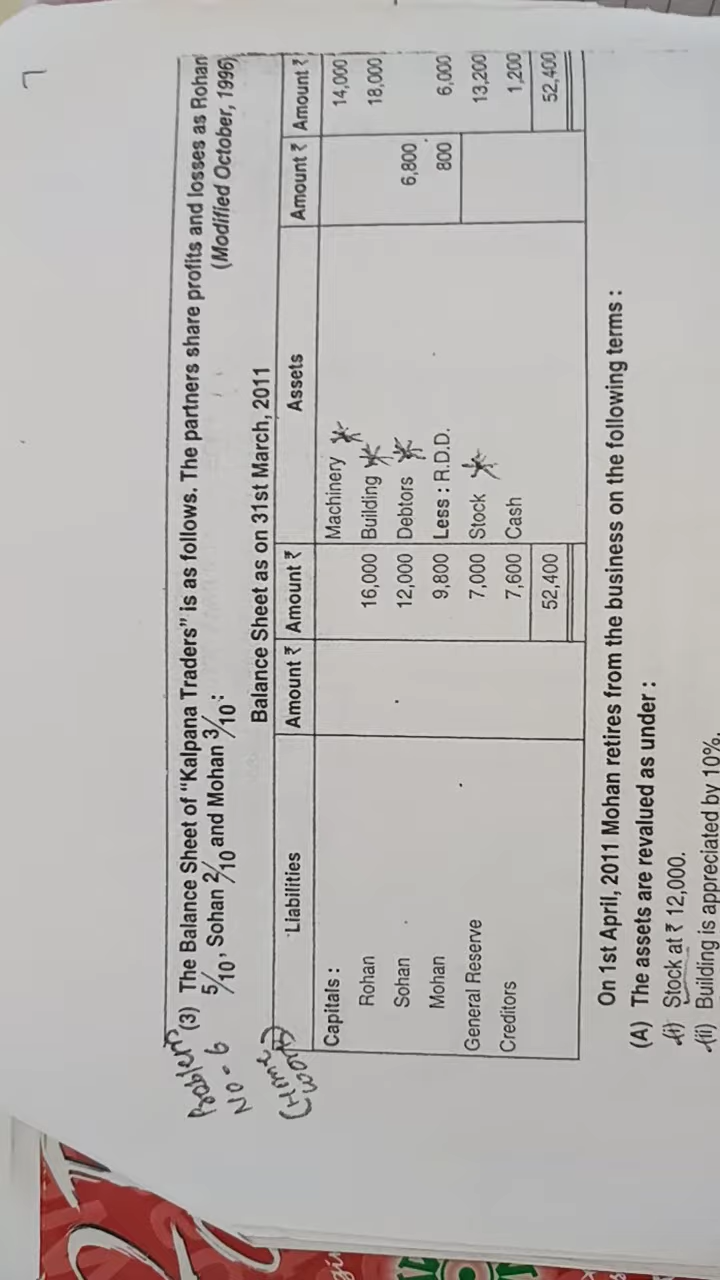 7
Problem (3) The Balance Sheet of "Kalpana Traders" is as follows. The partners share profits and losses as Rohan
No - 6 5/10, Sohan 2/10 and Mohan 3/10 : (Modified October, 1996)
(Home work)
Balance Sheet as on 31st March, 2011
Liabilities Amount ₹ Amount ₹ Assets Amount ₹ Amount ₹
Capitals : Machinery 14,000
Rohan 16,000 Building 18,000
Sohan 12,000 Debtors 6,800
Mohan 9,800 Less : R.D.D. 800 6,000
General Reserve 7,000 Stock 13,200
Creditors 7,600 Cash 1,200
52,400 52,400
On 1st April, 2011 Mohan retires from the business on the following terms :
(A) The assets are revalued as under :
(i) Stock at ₹ 12,000.
(ii) Building is appreciated by 10%.